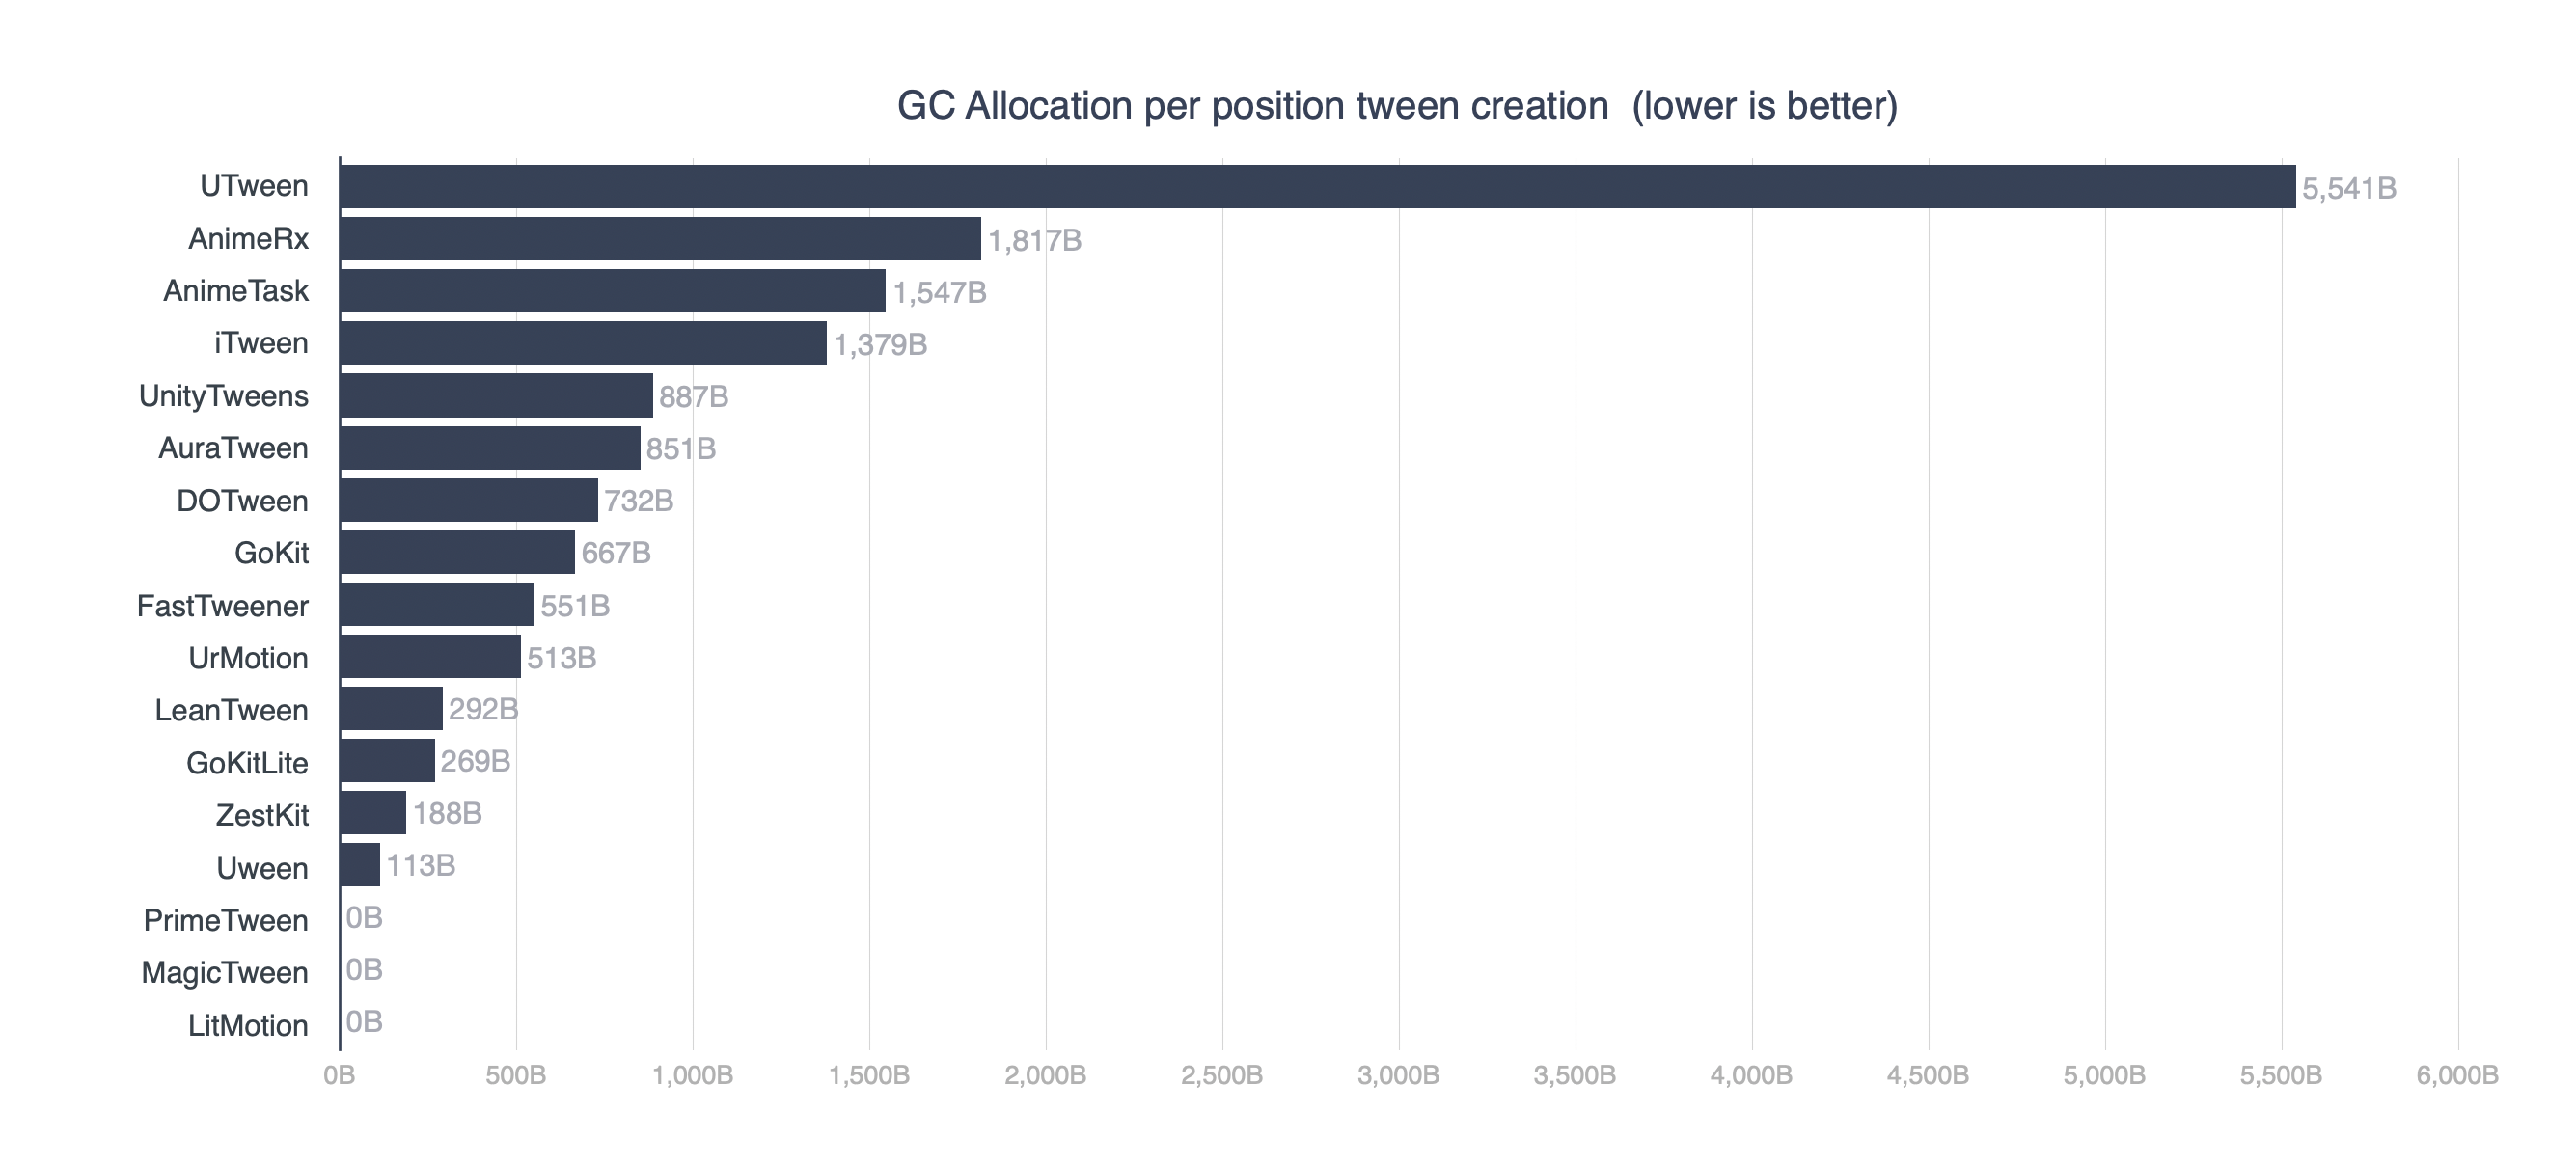 GC Allocation per position tween creation  (lower is better)
UTween 5,541B
AnimeRx 1,817B
AnimeTask 1,547B
iTween 1,379B
UnityTweens 887B
AuraTween 851B
DOTween 732B
GoKit 667B
FastTweener 551B
UrMotion 513B
LeanTween 292B
GoKitLite 269B
ZestKit 188B
Uween 113B
PrimeTween 0B
MagicTween 0B
LitMotion 0B
0B 500B 1,000B 1,500B 2,000B 2,500B 3,000B 3,500B 4,000B 4,500B 5,000B 5,500B 6,000B